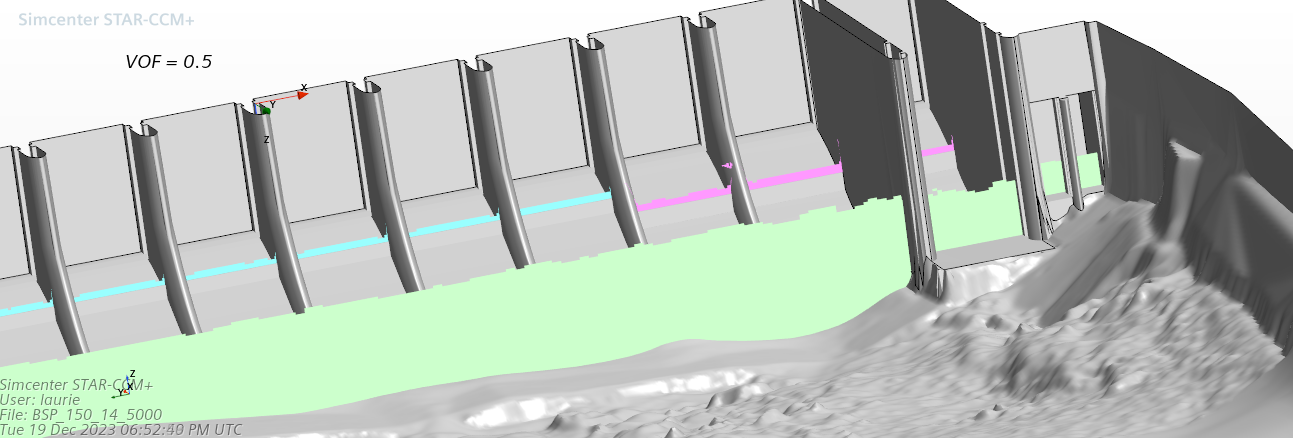 Simcenter STAR-CCM+
VOF = 0.5
X
Y
Z
Z
X
Y
Simcenter STAR-CCM+
User: laurie
File: BSP_150_14_5000
Tue 19 Dec 2023 06:52:40 PM UTC